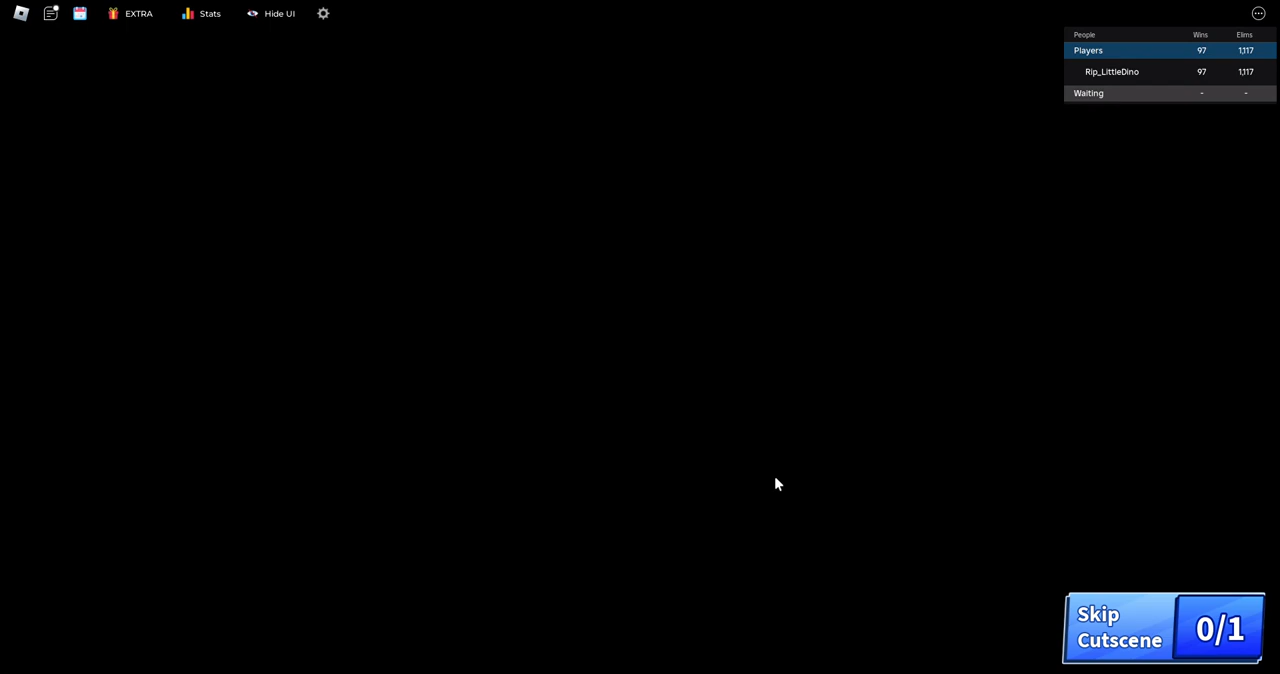 EXTRA Stats Hide UI
People Wins Elims
Players 97 1,117
Rip_LittleDino 97 1,117
Waiting - -
Skip
Cutscene
0/1